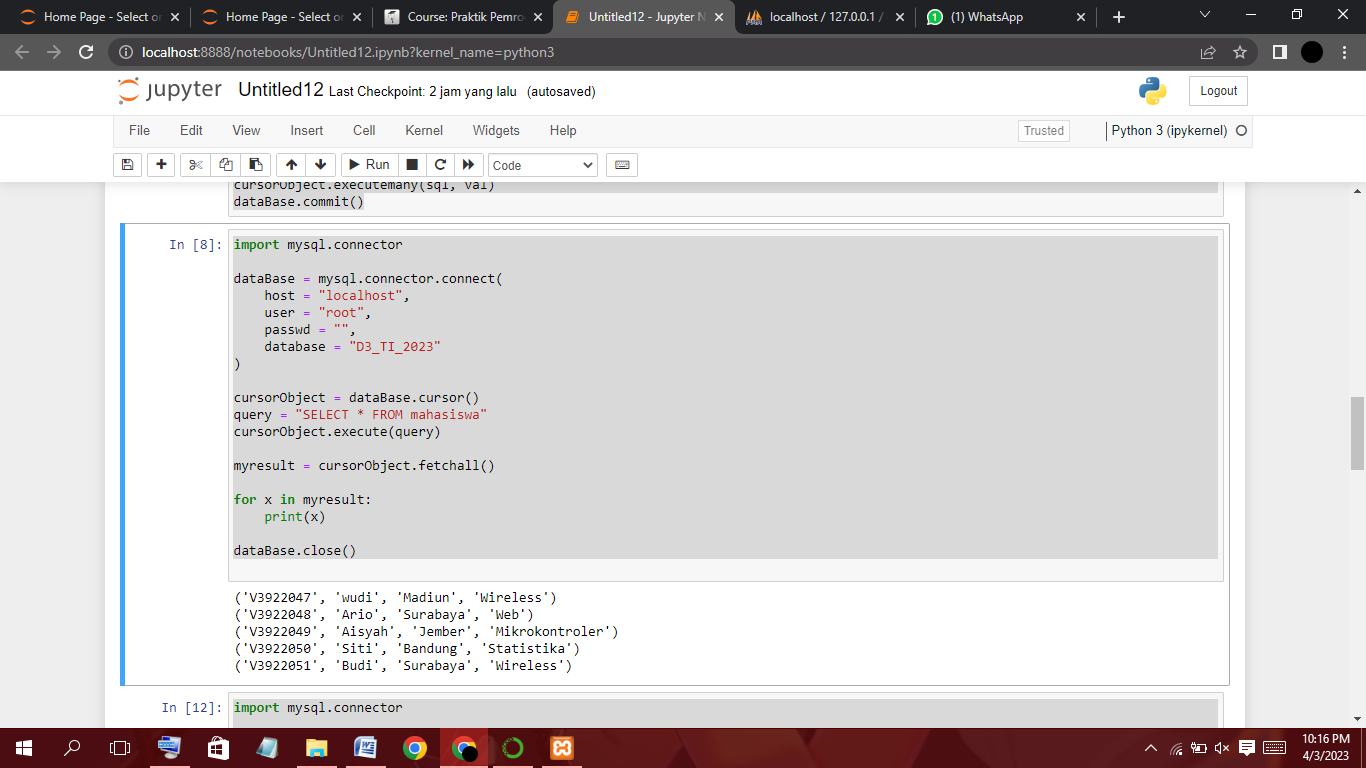 Home Page - Select or
Home Page - Select or
Course: Praktik Pemro
Untitled12 - Jupyter N
localhost / 127.0.0.1 /
(1) WhatsApp
localhost:8888/notebooks/Untitled12.ipynb?kernel_name=python3
jupyter Untitled12 Last Checkpoint: 2 jam yang lalu (autosaved)
Logout
File Edit View Insert Cell Kernel Widgets Help
Trusted
Python 3 (ipykernel)
Run
Code
cursorObject.executemany(sql, val)
dataBase.commit()
In [8]:
import mysql.connector
dataBase = mysql.connector.connect(
    host = "localhost",
    user = "root",
    passwd = "",
    database = "D3_TI_2023"
)
cursorObject = dataBase.cursor()
query = "SELECT * FROM mahasiswa"
cursorObject.execute(query)
myresult = cursorObject.fetchall()
for x in myresult:
    print(x)
dataBase.close()
('V3922047', 'wudi', 'Madiun', 'Wireless')
('V3922048', 'Ario', 'Surabaya', 'Web')
('V3922049', 'Aisyah', 'Jember', 'Mikrokontroler')
('V3922050', 'Siti', 'Bandung', 'Statistika')
('V3922051', 'Budi', 'Surabaya', 'Wireless')
In [12]:
import mysql.connector
10:16 PM
4/3/2023